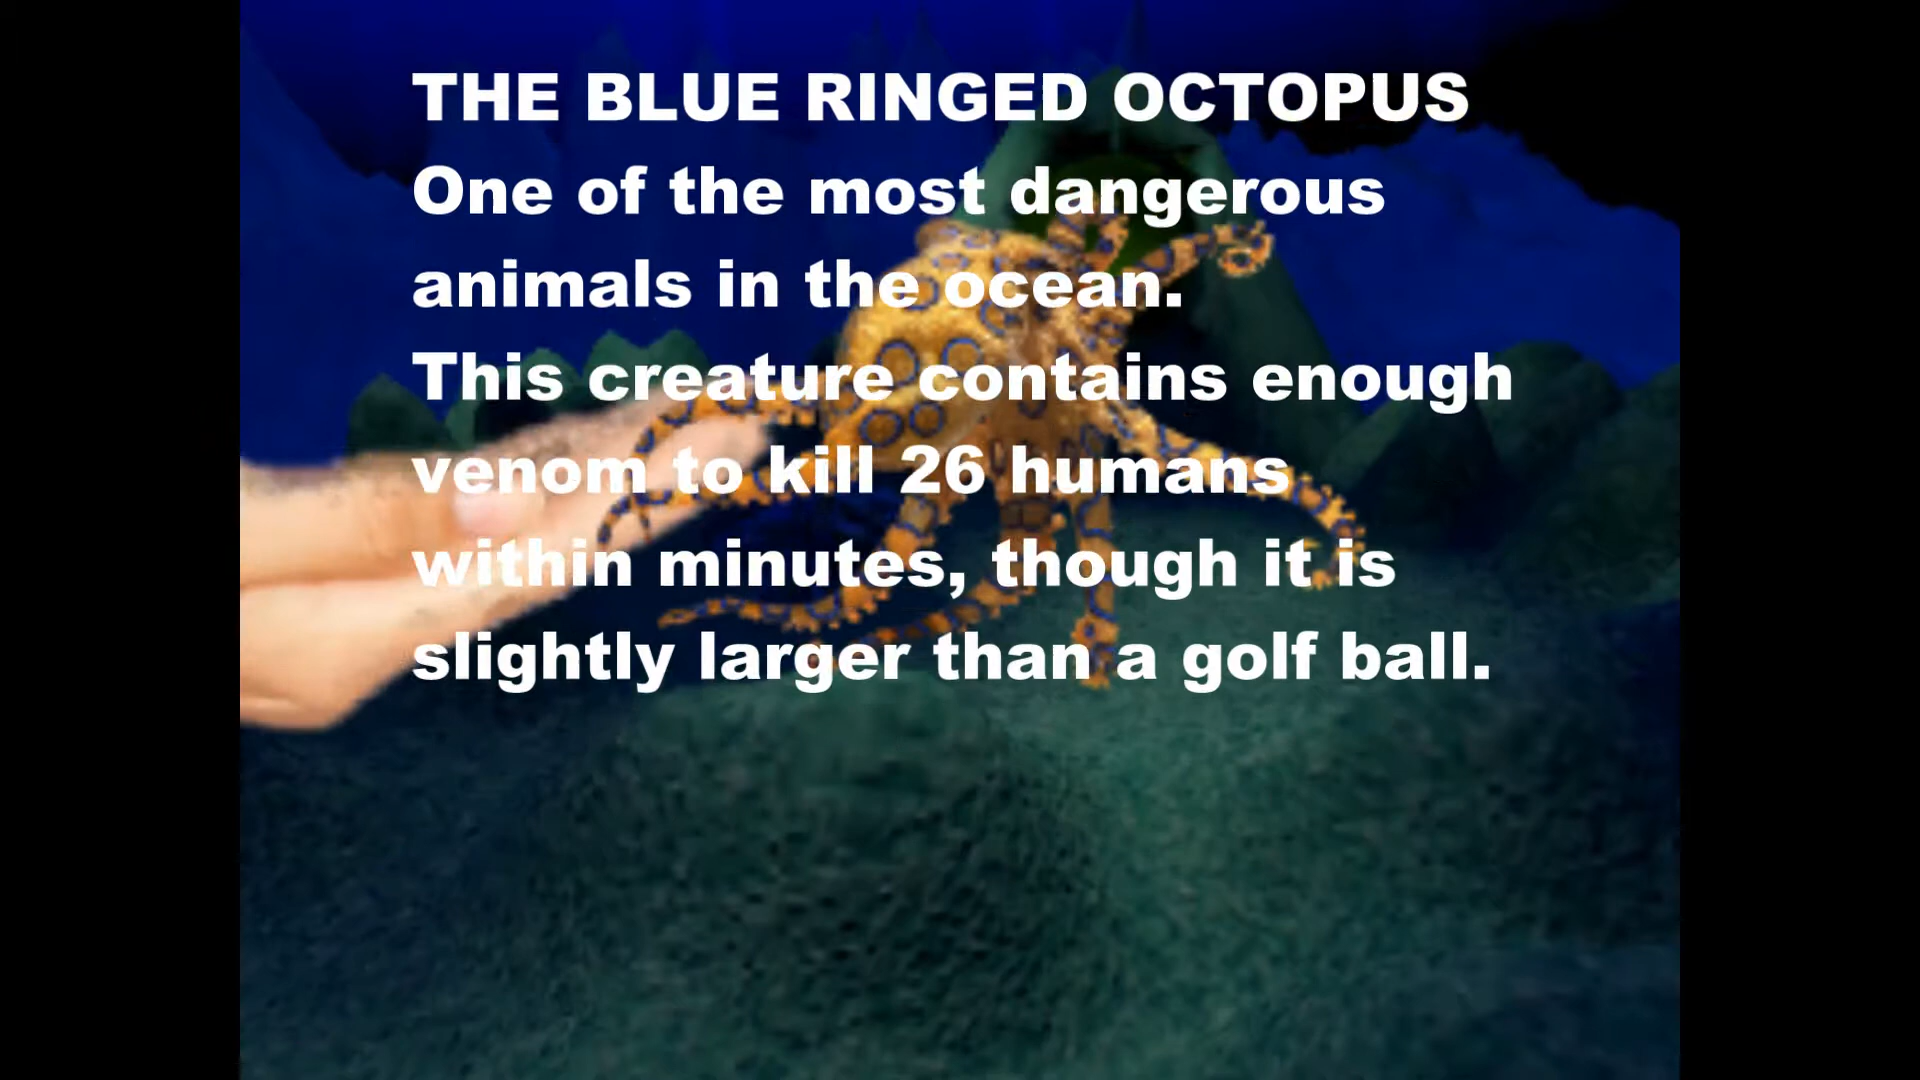 THE BLUE RINGED OCTOPUS
One of the most dangerous
animals in the ocean.
This creature contains enough
venom to kill 26 humans
within minutes, though it is
slightly larger than a golf ball.